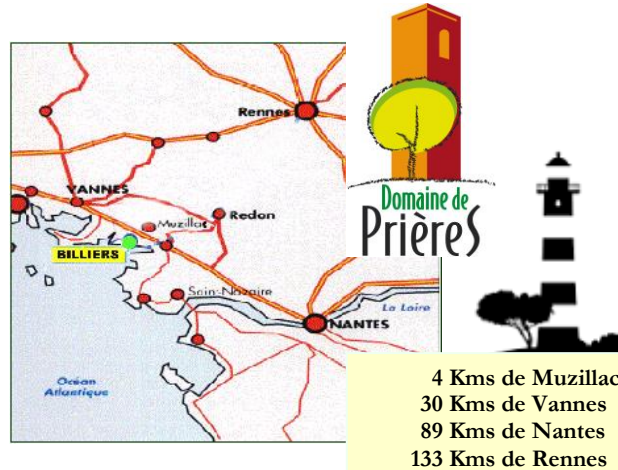 Rennes
VANNES
Muzillac
Redon
BILLIERS
Saint-Nazaire
La Loire
NANTES
Océan
Atlantique
Domaine de
Prières
4 Kms de Muzillac
30 Kms de Vannes
89 Kms de Nantes
133 Kms de Rennes